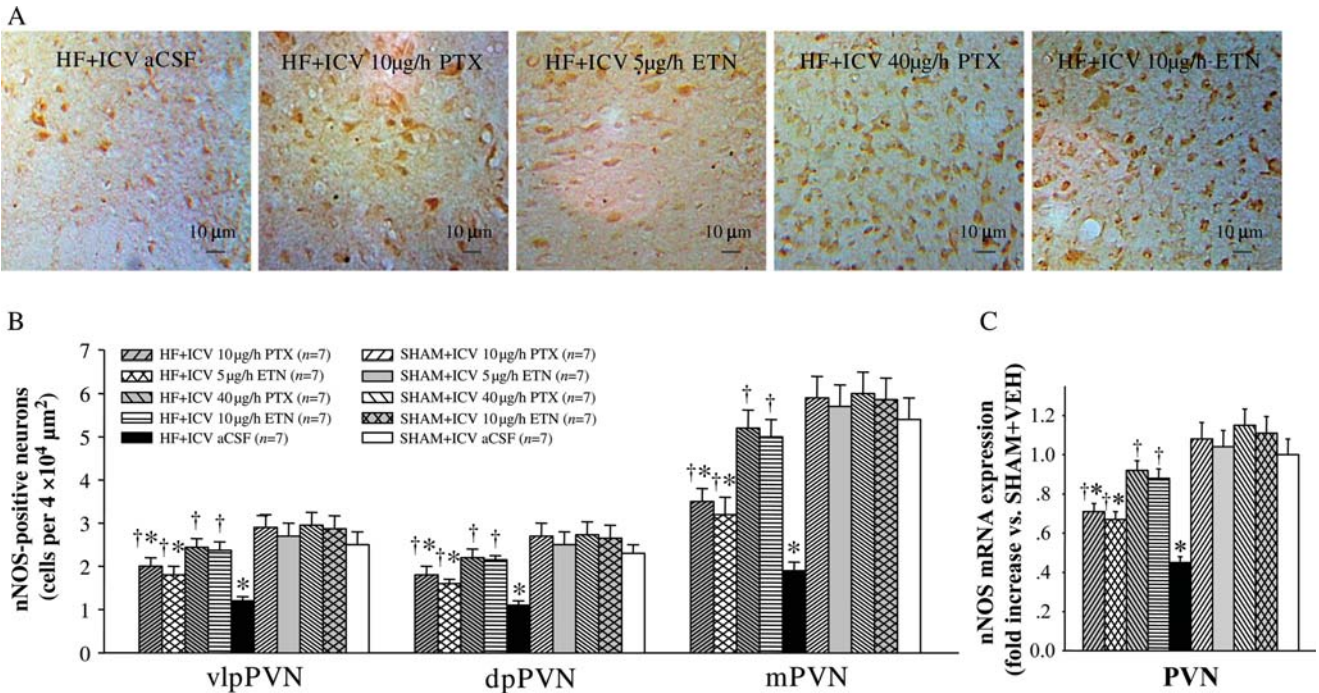 A
HF+ICV aCSF
HF+ICV 10µg/h PTX
HF+ICV 5µg/h ETN
HF+ICV 40µg/h PTX
HF+ICV 10µg/h ETN
10 µm
10 µm
10 µm
10 µm
10 µm
B
nNOS-positive neurons
(cells per 4 ×10⁴ µm²)
7
6
5
4
3
2
1
0
HF+ICV 10µg/h PTX (n=7)
HF+ICV 5µg/h ETN(n=7)
HF+ICV 40µg/h PTX (n=7)
HF+ICV 10µg/h ETN (n=7)
HF+ICV aCSF (n=7)
SHAM+ICV 10µg/h PTX (n=7)
SHAM+ICV 5µg/h ETN (n=7)
SHAM+ICV 40µg/h PTX (n=7)
SHAM+ICV 10µg/h ETN (n=7)
SHAM+ICV aCSF (n=7)
†* †* † † *
†* †* † † *
†* †* † † *
vlpPVN
dpPVN
mPVN
C
nNOS mRNA expression
(fold increase vs. SHAM+VEH)
1.2
1.0
.8
.6
.4
.2
0.0
†* †* † † *
PVN